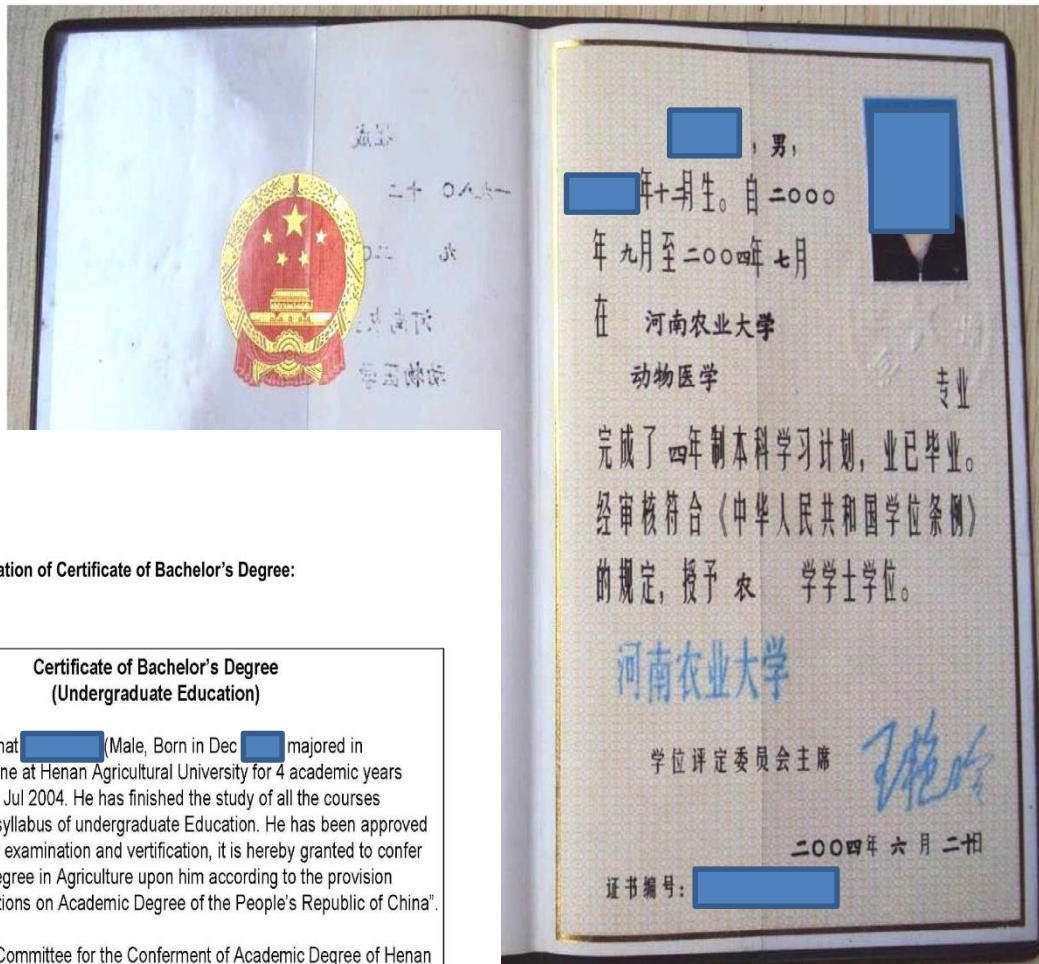 ，男，
年十二月生。自二〇〇〇
年九月至二〇〇四年七月
在 河南农业大学
动物医学 专业
完成了四年制本科学习计划，业已毕业。
经审核符合《中华人民共和国学位条例》
的规定，授予 农 学学士学位。
河南农业大学
学位评定委员会主席
二〇〇四年六月二十日
证书编号：
ation of Certificate of Bachelor's Degree:
Certificate of Bachelor's Degree
(Undergraduate Education)
hat (Male, Born in Dec majored in
ne at Henan Agricultural University for 4 academic years
Jul 2004. He has finished the study of all the courses
syllabus of undergraduate Education. He has been approved
examination and vertification, it is hereby granted to confer
egree in Agriculture upon him according to the provision
tions on Academic Degree of the People's Republic of China".
Committee for the Conferment of Academic Degree of Henan